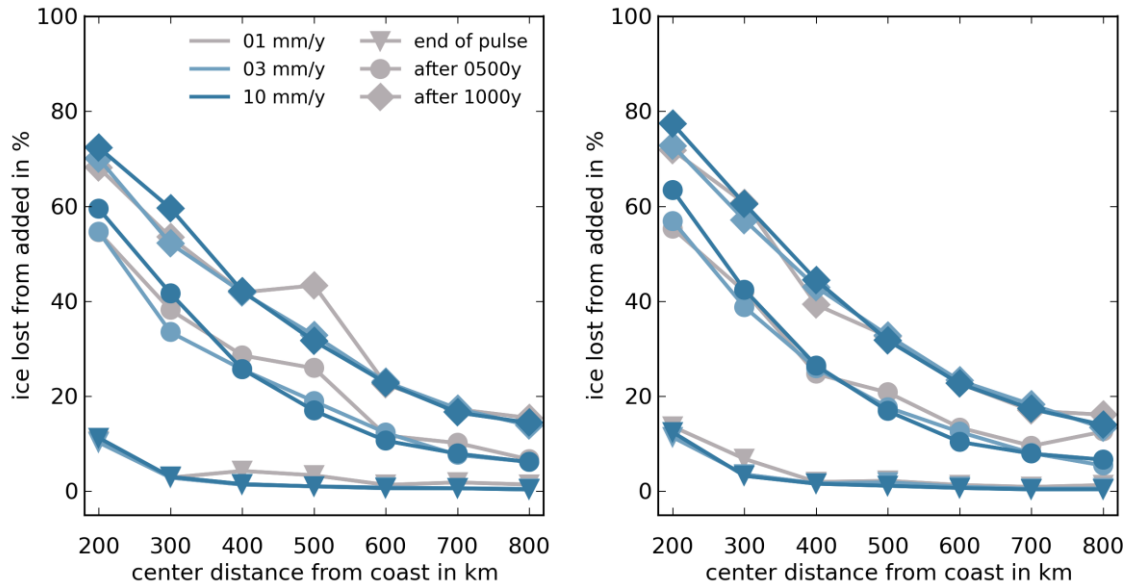 100
80
60
40
20
0
ice lost from added in %
01 mm/y
03 mm/y
10 mm/y
end of pulse
after 0500y
after 1000y
200 300 400 500 600 700 800
center distance from coast in km
100
80
60
40
20
0
ice lost from added in %
200 300 400 500 600 700 800
center distance from coast in km